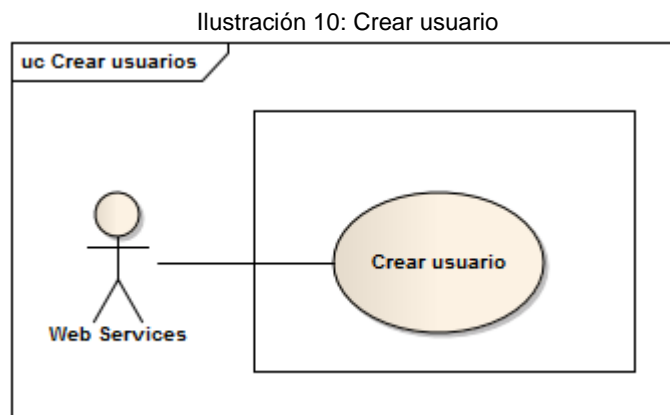 Ilustración 10: Crear usuario
uc Crear usuarios
Crear usuario
Web Services